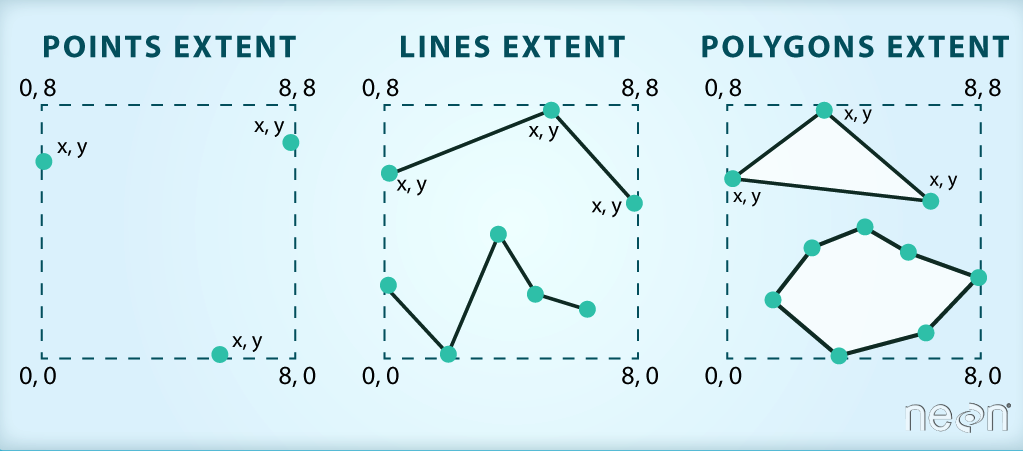 POINTS EXTENT
0, 8
8, 8
x, y
x, y
x, y
0, 0
8, 0
LINES EXTENT
0, 8
8, 8
x, y
x, y
x, y
0, 0
8, 0
POLYGONS EXTENT
0, 8
8, 8
x, y
x, y
x, y
0, 0
8, 0
neon